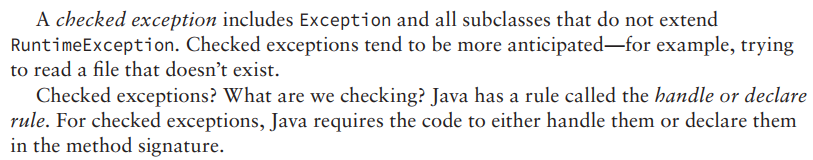 A checked exception includes Exception and all subclasses that do not extend
RuntimeException. Checked exceptions tend to be more anticipated—for example, trying
to read a file that doesn't exist.
Checked exceptions? What are we checking? Java has a rule called the handle or declare
rule. For checked exceptions, Java requires the code to either handle them or declare them
in the method signature.